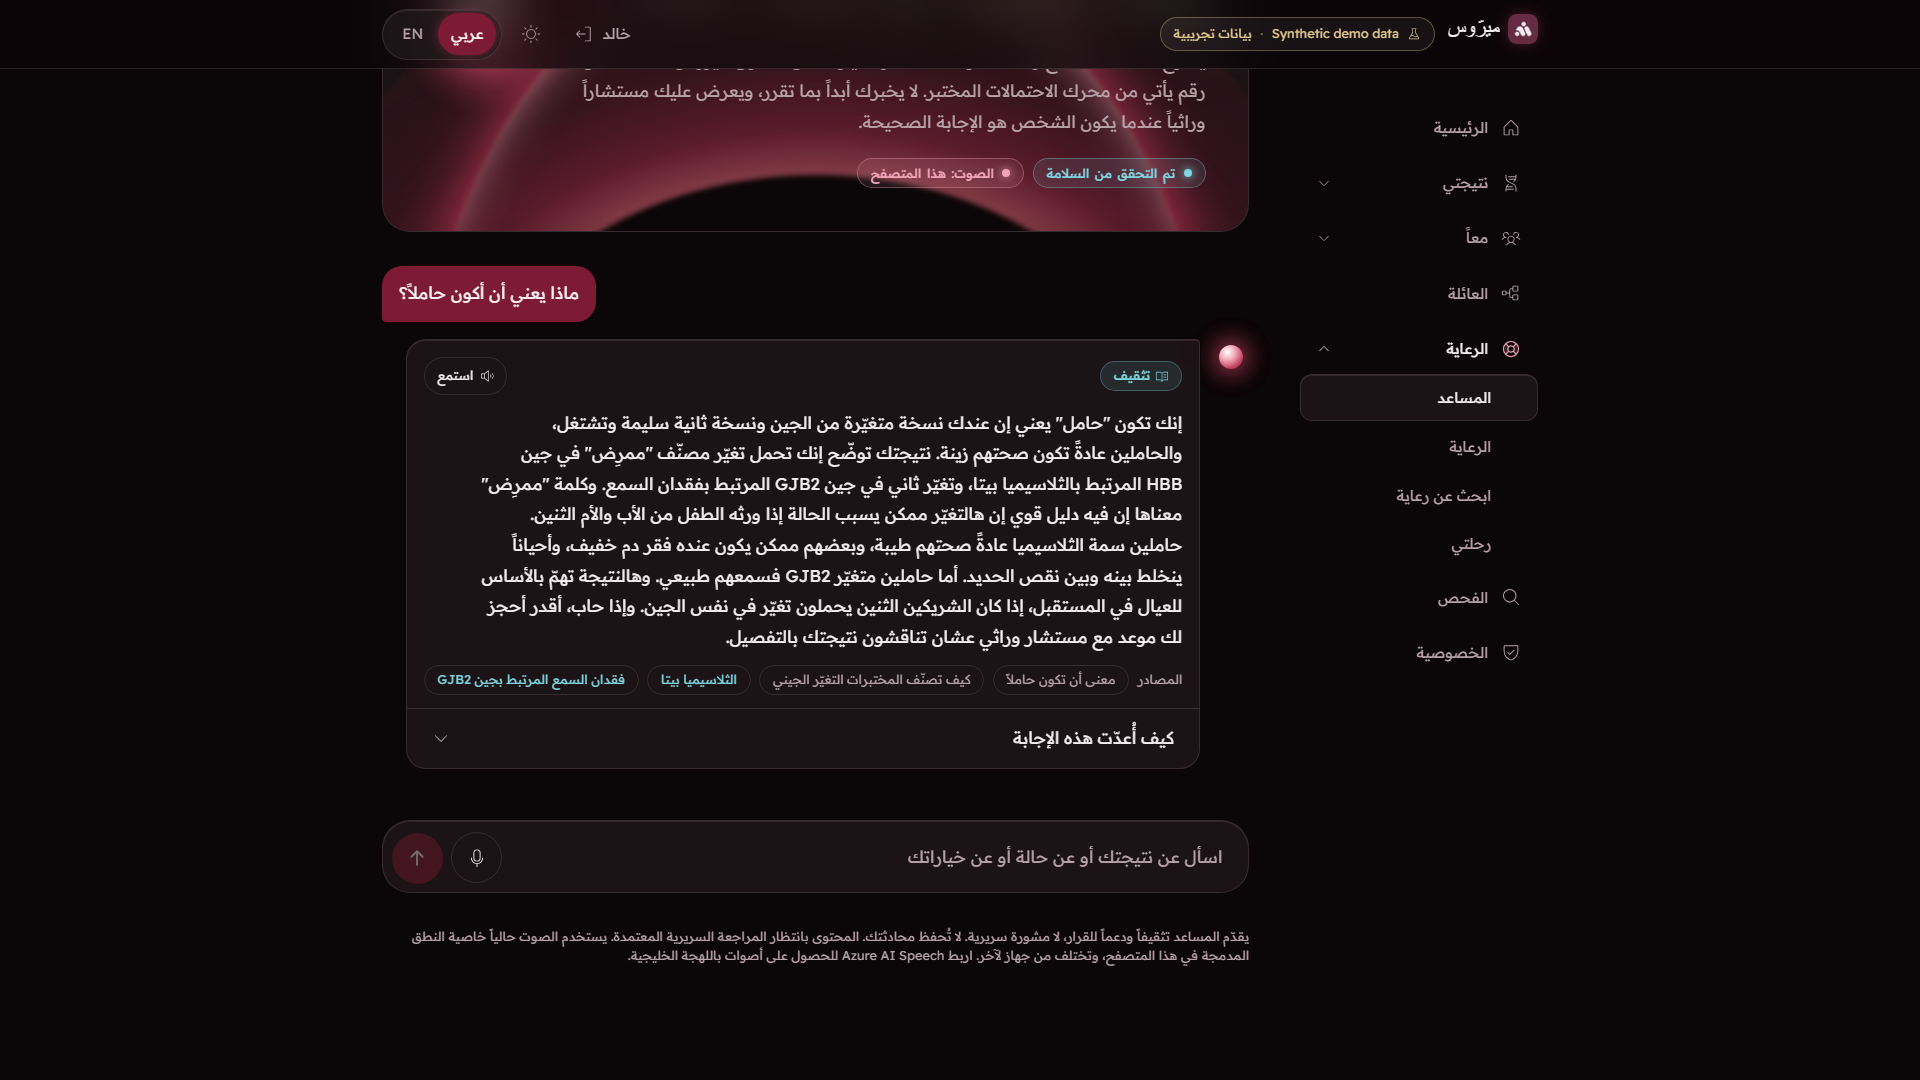 ميرَوس
Synthetic demo data · بيانات تجريبية
خالد
عربي
EN
الرئيسية
نتيجتي
معاً
العائلة
الرعاية
المساعد
الرعاية
ابحث عن رعاية
رحلتي
الفحص
الخصوصية
رقم يأتي من محرك الاحتمالات المختبر. لا يخبرك أبداً بما تقرر، ويعرض عليك مستشاراً
وراثياً عندما يكون الشخص هو الإجابة الصحيحة.
تم التحقق من السلامة
الصوت: هذا المتصفح
ماذا يعني أن أكون حاملاً؟
تثقيف
استمع
إنك تكون "حامل" يعني إن عندك نسخة متغيّرة من الجين ونسخة ثانية سليمة وتشتغل،
والحاملين عادةً تكون صحتهم زينة. نتيجتك توضّح إنك تحمل تغيّر مصنّف "ممرِض" في جين
HBB المرتبط بالثلاسيميا بيتا، وتغيّر ثاني في جين GJB2 المرتبط بفقدان السمع. وكلمة "ممرِض"
معناها إن فيه دليل قوي إن هالتغيّر ممكن يسبب الحالة إذا ورثه الطفل من الأب والأم الثنين.
حاملين سمة الثلاسيميا عادةً صحتهم طيبة، وبعضهم ممكن يكون عنده فقر دم خفيف، وأحياناً
ينخلط بينه وبين نقص الحديد. أما حاملين متغيّر GJB2 فسمعهم طبيعي. وهالنتيجة تهمّ بالأساس
للعيال في المستقبل، إذا كان الشريكين الثنين يحملون تغيّر في نفس الجين. وإذا حاب، أقدر أحجز
لك موعد مع مستشار وراثي عشان تناقشون نتيجتك بالتفصيل.
المصادر
معنى أن تكون حاملاً
كيف تصنّف المختبرات التغيّر الجيني
الثلاسيميا بيتا
فقدان السمع المرتبط بجين GJB2
كيف أُعدّت هذه الإجابة
اسأل عن نتيجتك أو عن حالة أو عن خياراتك
يقدّم المساعد تثقيفاً ودعماً للقرار، لا مشورة سريرية. لا تُحفظ محادثتك. المحتوى بانتظار المراجعة السريرية المعتمدة. يستخدم الصوت حالياً خاصية النطق
المدمجة في هذا المتصفح، وتختلف من جهاز لآخر. اربط Azure AI Speech للحصول على أصوات باللهجة الخليجية.